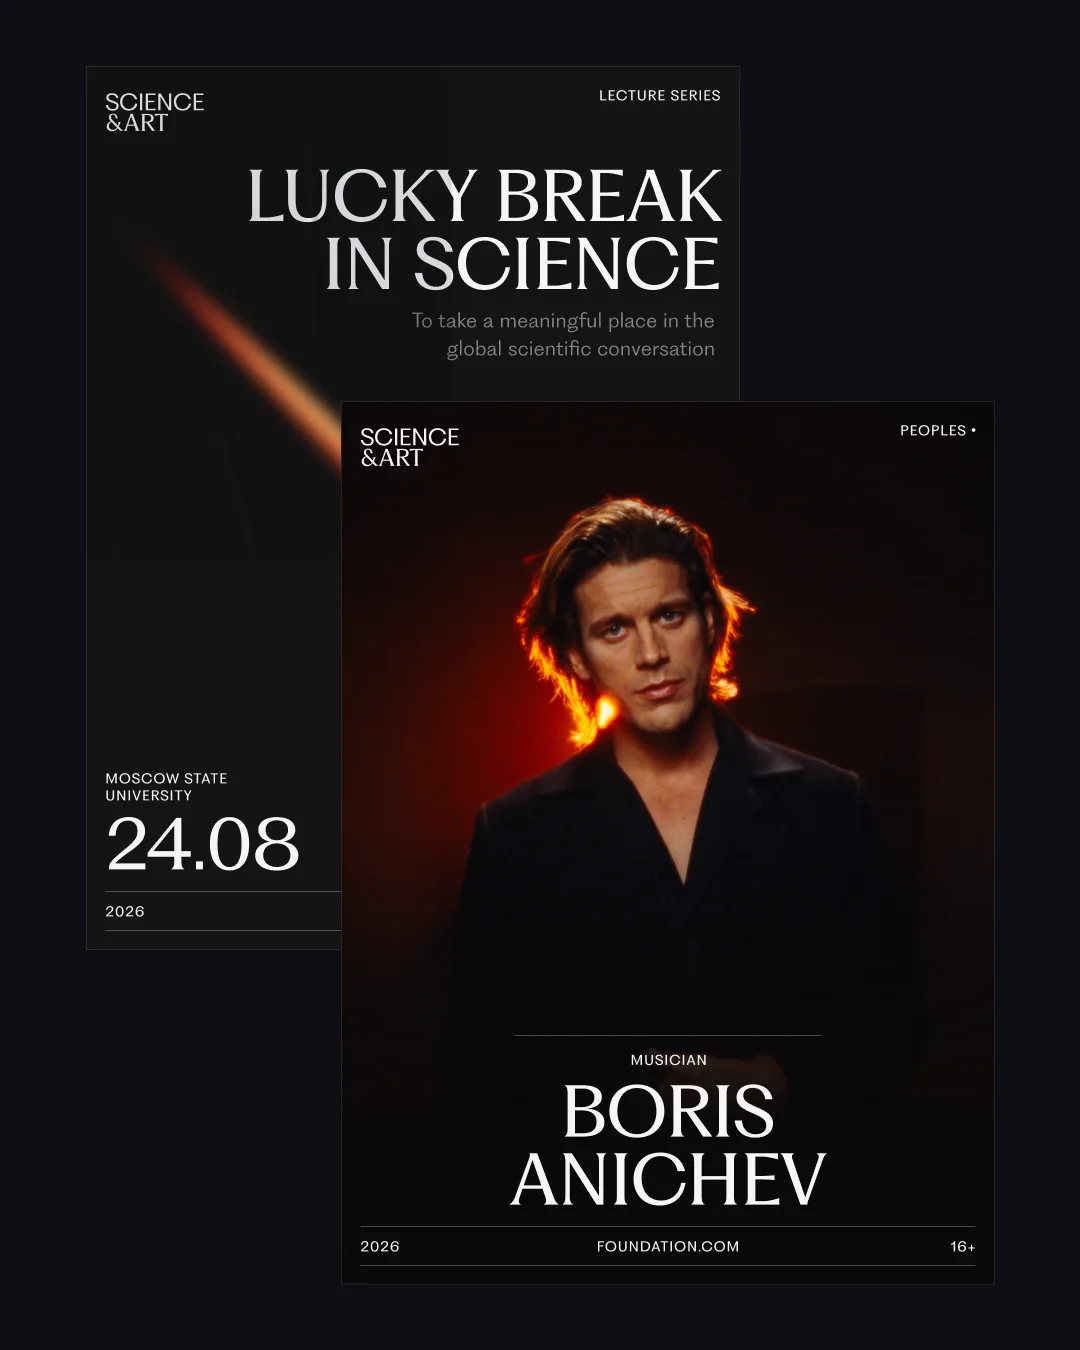 SCIENCE
&ART
LECTURE SERIES
LUCKY BREAK
IN SCIENCE
To take a meaningful place in the
global scientific conversation
MOSCOW STATE
UNIVERSITY
24.08
2026
SCIENCE
&ART
PEOPLES •
MUSICIAN
BORIS
ANICHEV
2026
FOUNDATION.COM
16+